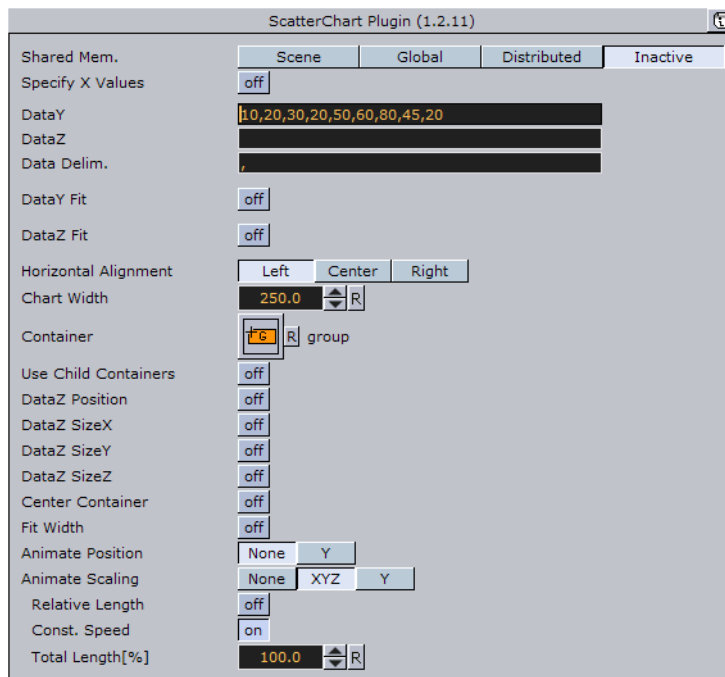 ScatterChart Plugin (1.2.11)
Shared Mem. Scene Global Distributed Inactive
Specify X Values off
DataY 10,20,30,20,50,60,80,45,20
DataZ
Data Delim. ,
DataY Fit off
DataZ Fit off
Horizontal Alignment Left Center Right
Chart Width 250.0 R
Container G R group
Use Child Containers off
DataZ Position off
DataZ SizeX off
DataZ SizeY off
DataZ SizeZ off
Center Container off
Fit Width off
Animate Position None Y
Animate Scaling None XYZ Y
Relative Length off
Const. Speed on
Total Length[%] 100.0 R